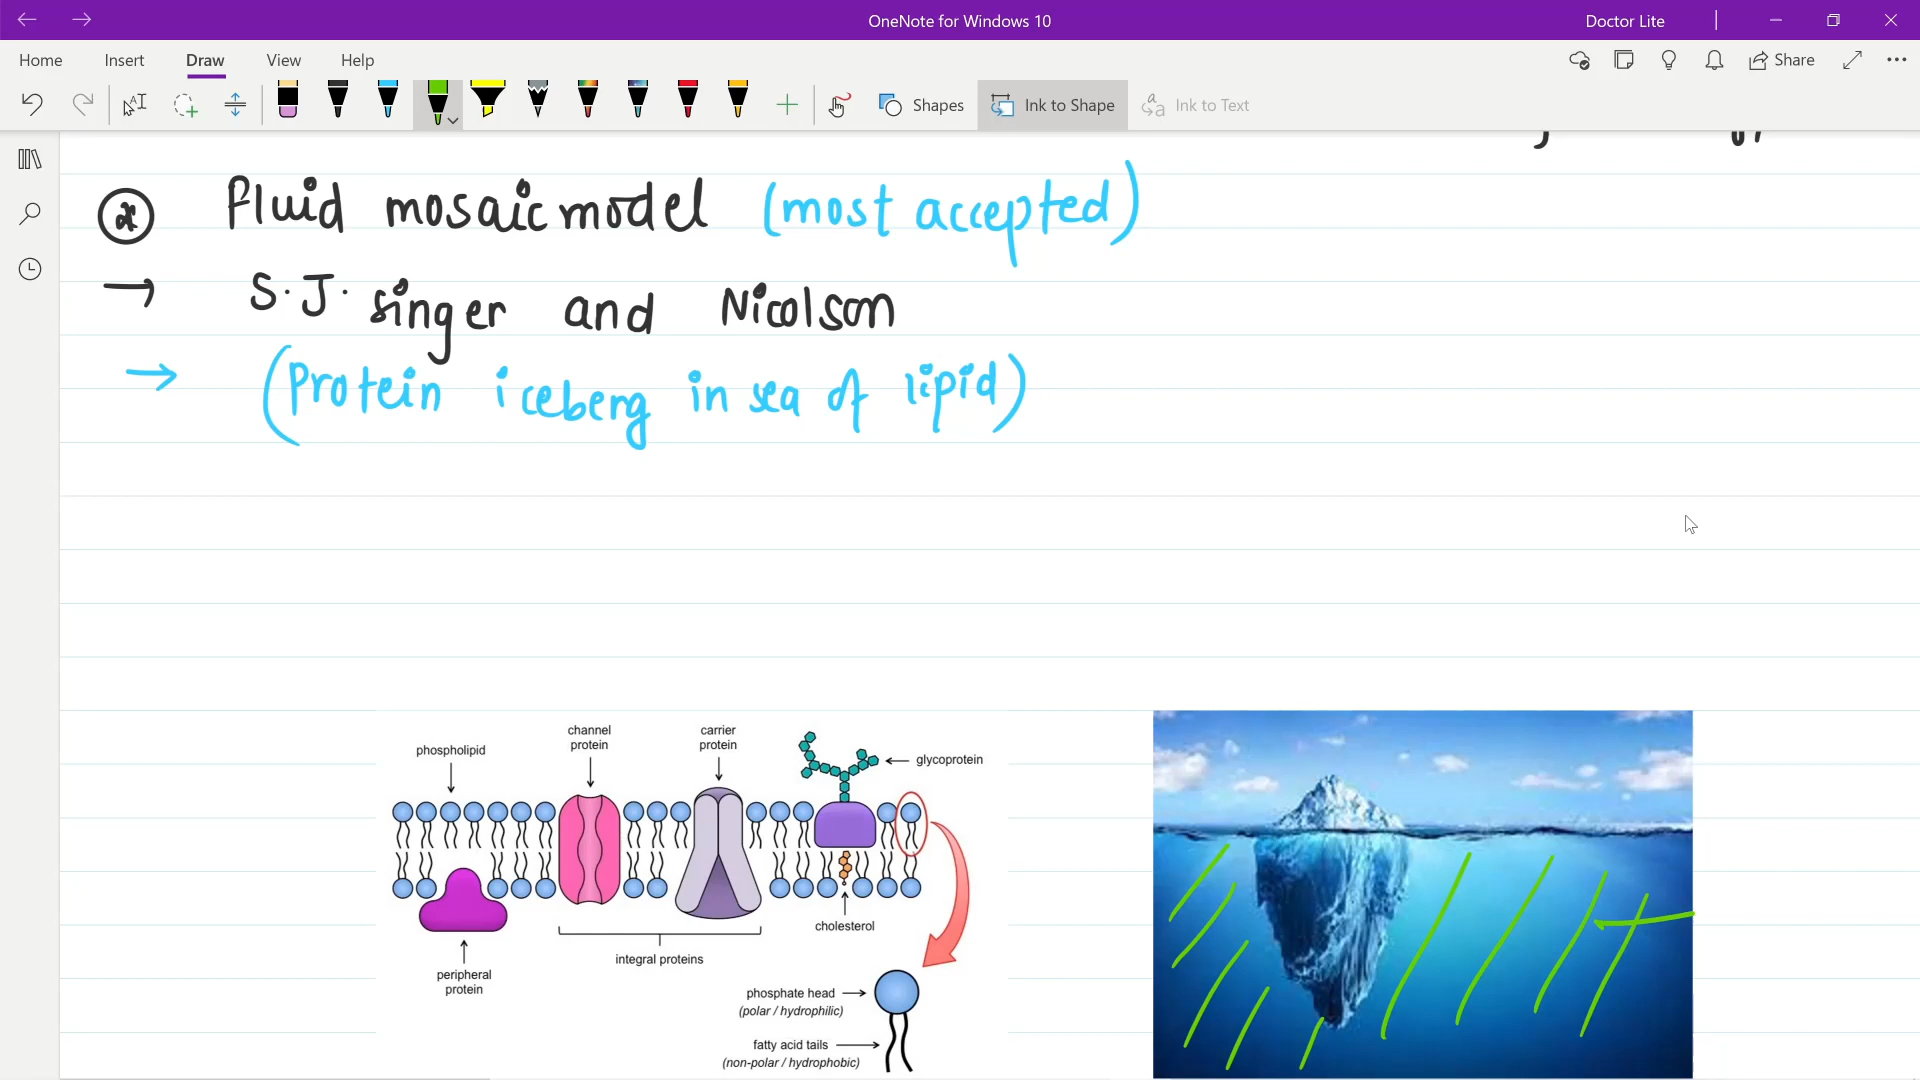 OneNote for Windows 10
Doctor Lite
Home Insert Draw View Help
Share
Shapes Ink to Shape Ink to Text
Fluid mosaic model (most accepted)
→ S.J. Singer and Nicolson
→ (Protein iceberg in sea of lipid)
phospholipid
channel
protein
carrier
protein
glycoprotein
cholesterol
integral proteins
peripheral
protein
phosphate head
(polar / hydrophilic)
fatty acid tails
(non-polar / hydrophobic)